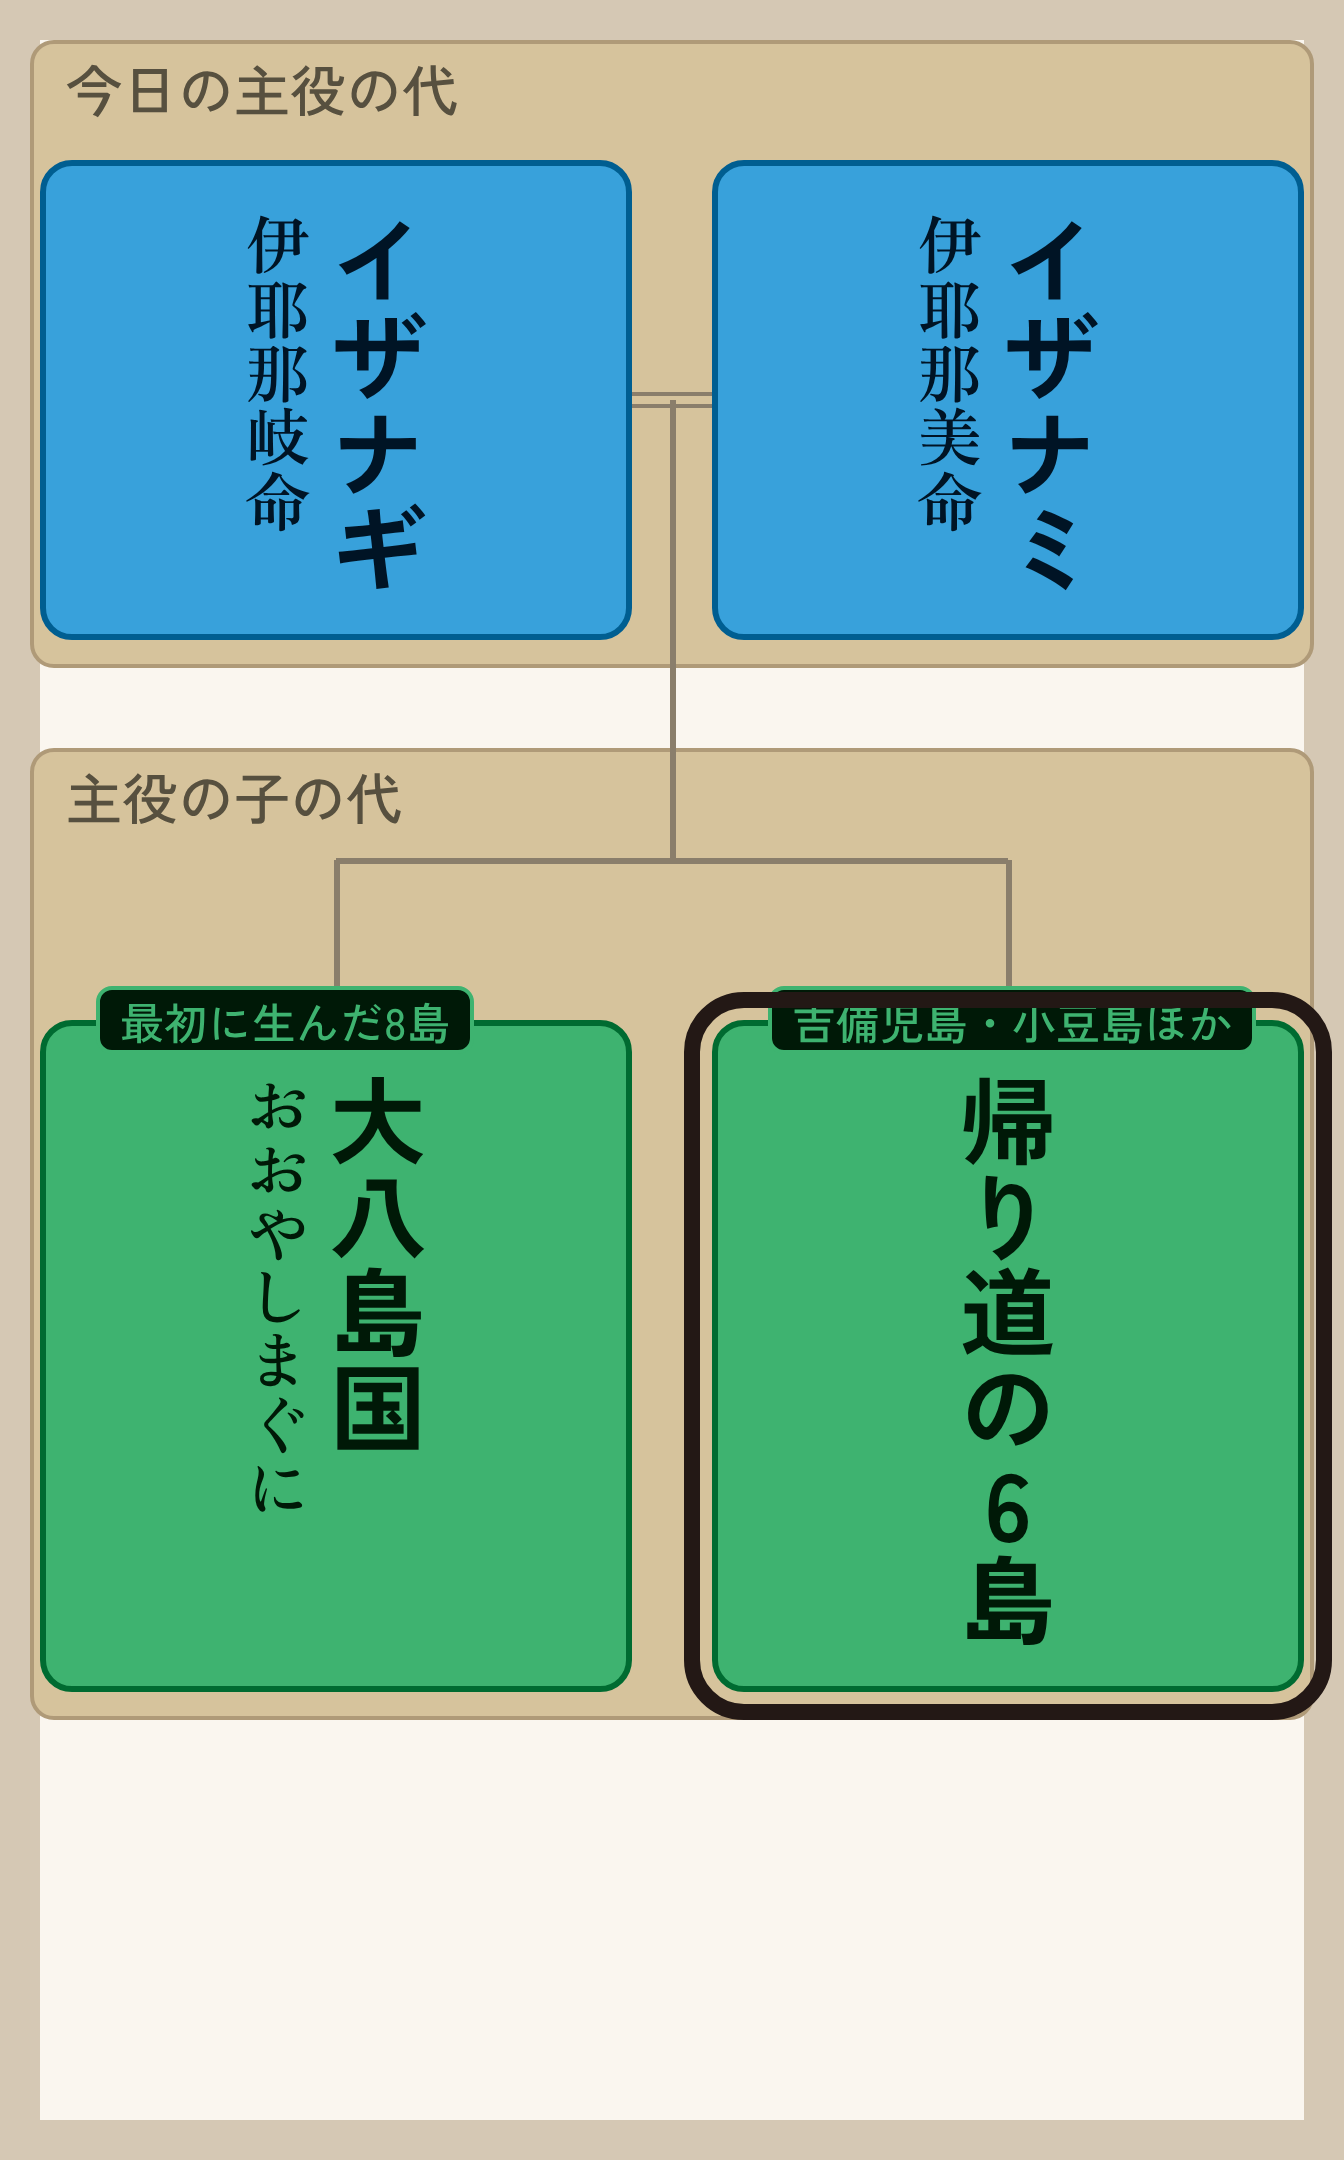 今日の主役の代
イザナギ
伊耶那岐命
イザナミ
伊耶那美命
主役の子の代
最初に生んだ8島
大八島国
おおやしまぐに
吉備児島・小豆島ほか
帰り道の6島